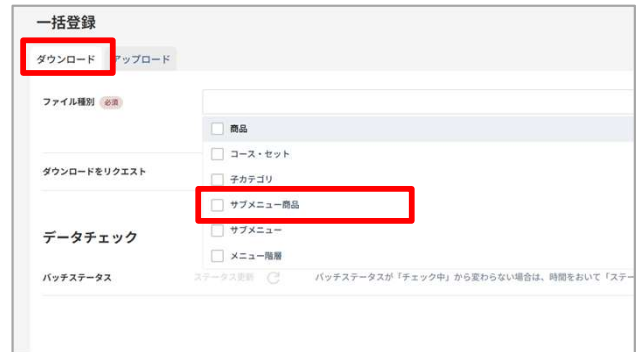 一括登録
ダウンロード アップロード
ファイル種別 必須
商品
コース・セット
ダウンロードをリクエスト
子カテゴリ
サブメニュー商品
サブメニュー
データチェック
メニュー階層
バッチステータス ステータス更新 バッチステータスが「チェック中」から変わらない場合は、時間をおいて「ステー